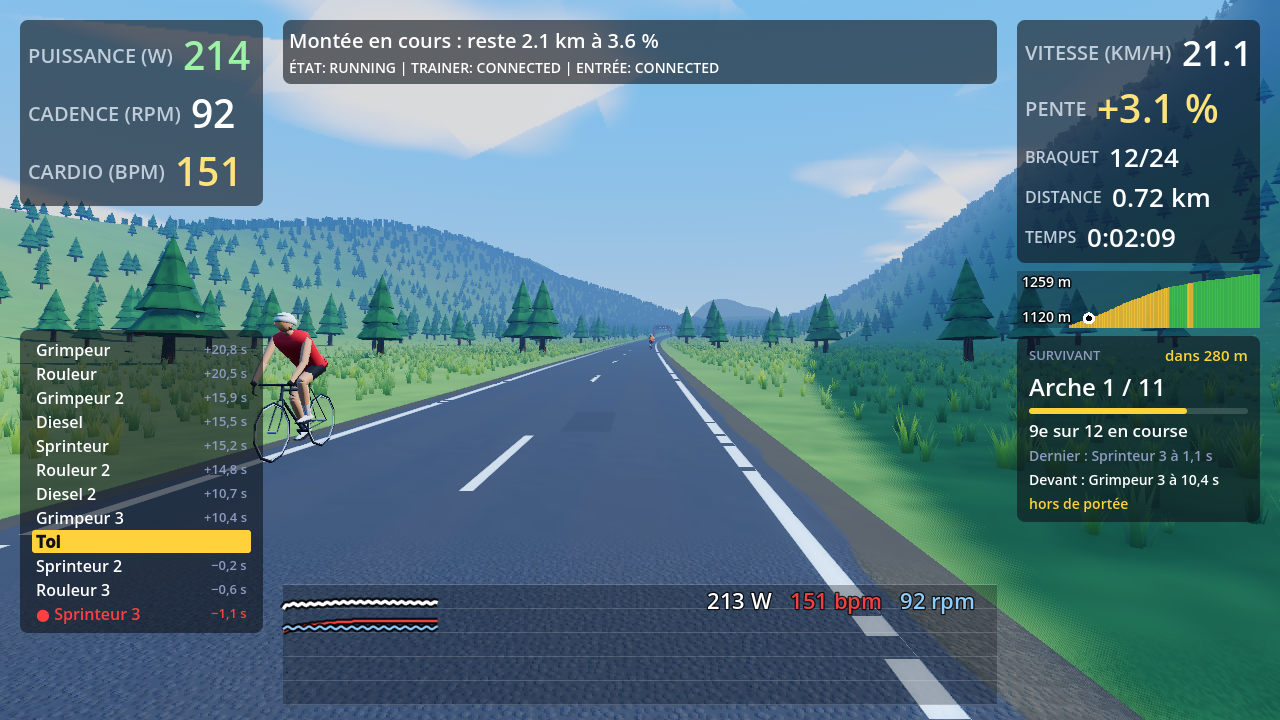 PUISSANCE (W) 214
CADENCE (RPM) 92
CARDIO (BPM) 151
Montée en cours : reste 2.1 km à 3.6 %
ÉTAT: RUNNING | TRAINER: CONNECTED | ENTRÉE: CONNECTED
VITESSE (KM/H) 21.1
PENTE +3.1 %
BRAQUET 12/24
DISTANCE 0.72 km
TEMPS 0:02:09
1259 m
1120 m
SURVIVANT dans 280 m
Arche 1 / 11
9e sur 12 en course
Dernier : Sprinteur 3 à 1,1 s
Devant : Grimpeur 3 à 10,4 s
hors de portée
Grimpeur +20,8 s
Rouleur +20,5 s
Grimpeur 2 +15,9 s
Diesel +15,5 s
Sprinteur +15,2 s
Rouleur 2 +14,8 s
Diesel 2 +10,7 s
Grimpeur 3 +10,4 s
ToI
Sprinteur 2 −0,2 s
Rouleur 3 −0,6 s
Sprinteur 3 −1,1 s
213 W 151 bpm 92 rpm